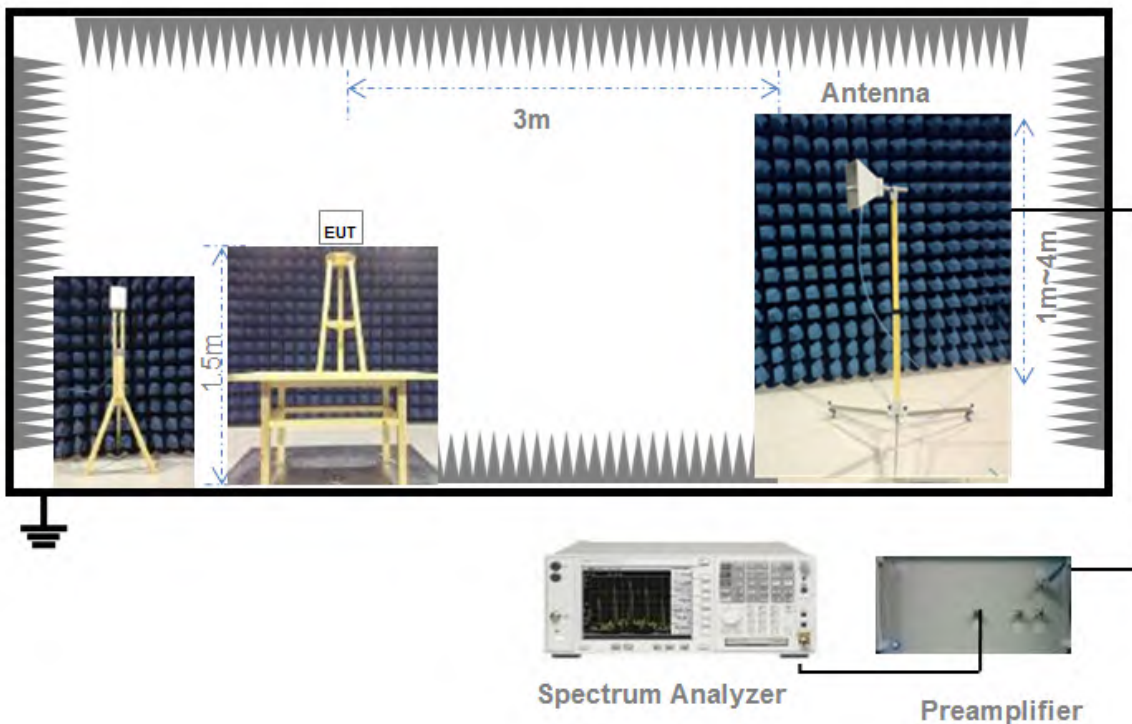 Antenna
3m
EUT
1.5m
1m~4m
Spectrum Analyzer
Preamplifier